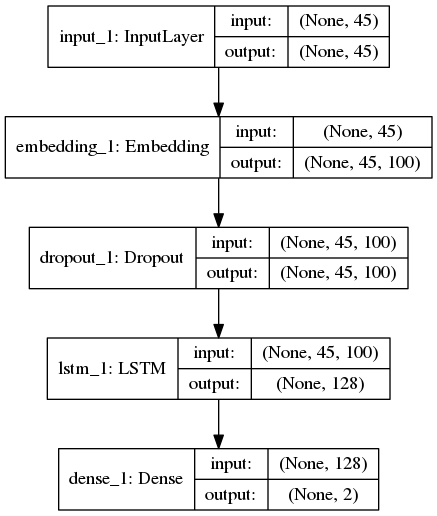 input_1: InputLayer
input: (None, 45)
output: (None, 45)
embedding_1: Embedding
input: (None, 45)
output: (None, 45, 100)
dropout_1: Dropout
input: (None, 45, 100)
output: (None, 45, 100)
lstm_1: LSTM
input: (None, 45, 100)
output: (None, 128)
dense_1: Dense
input: (None, 128)
output: (None, 2)